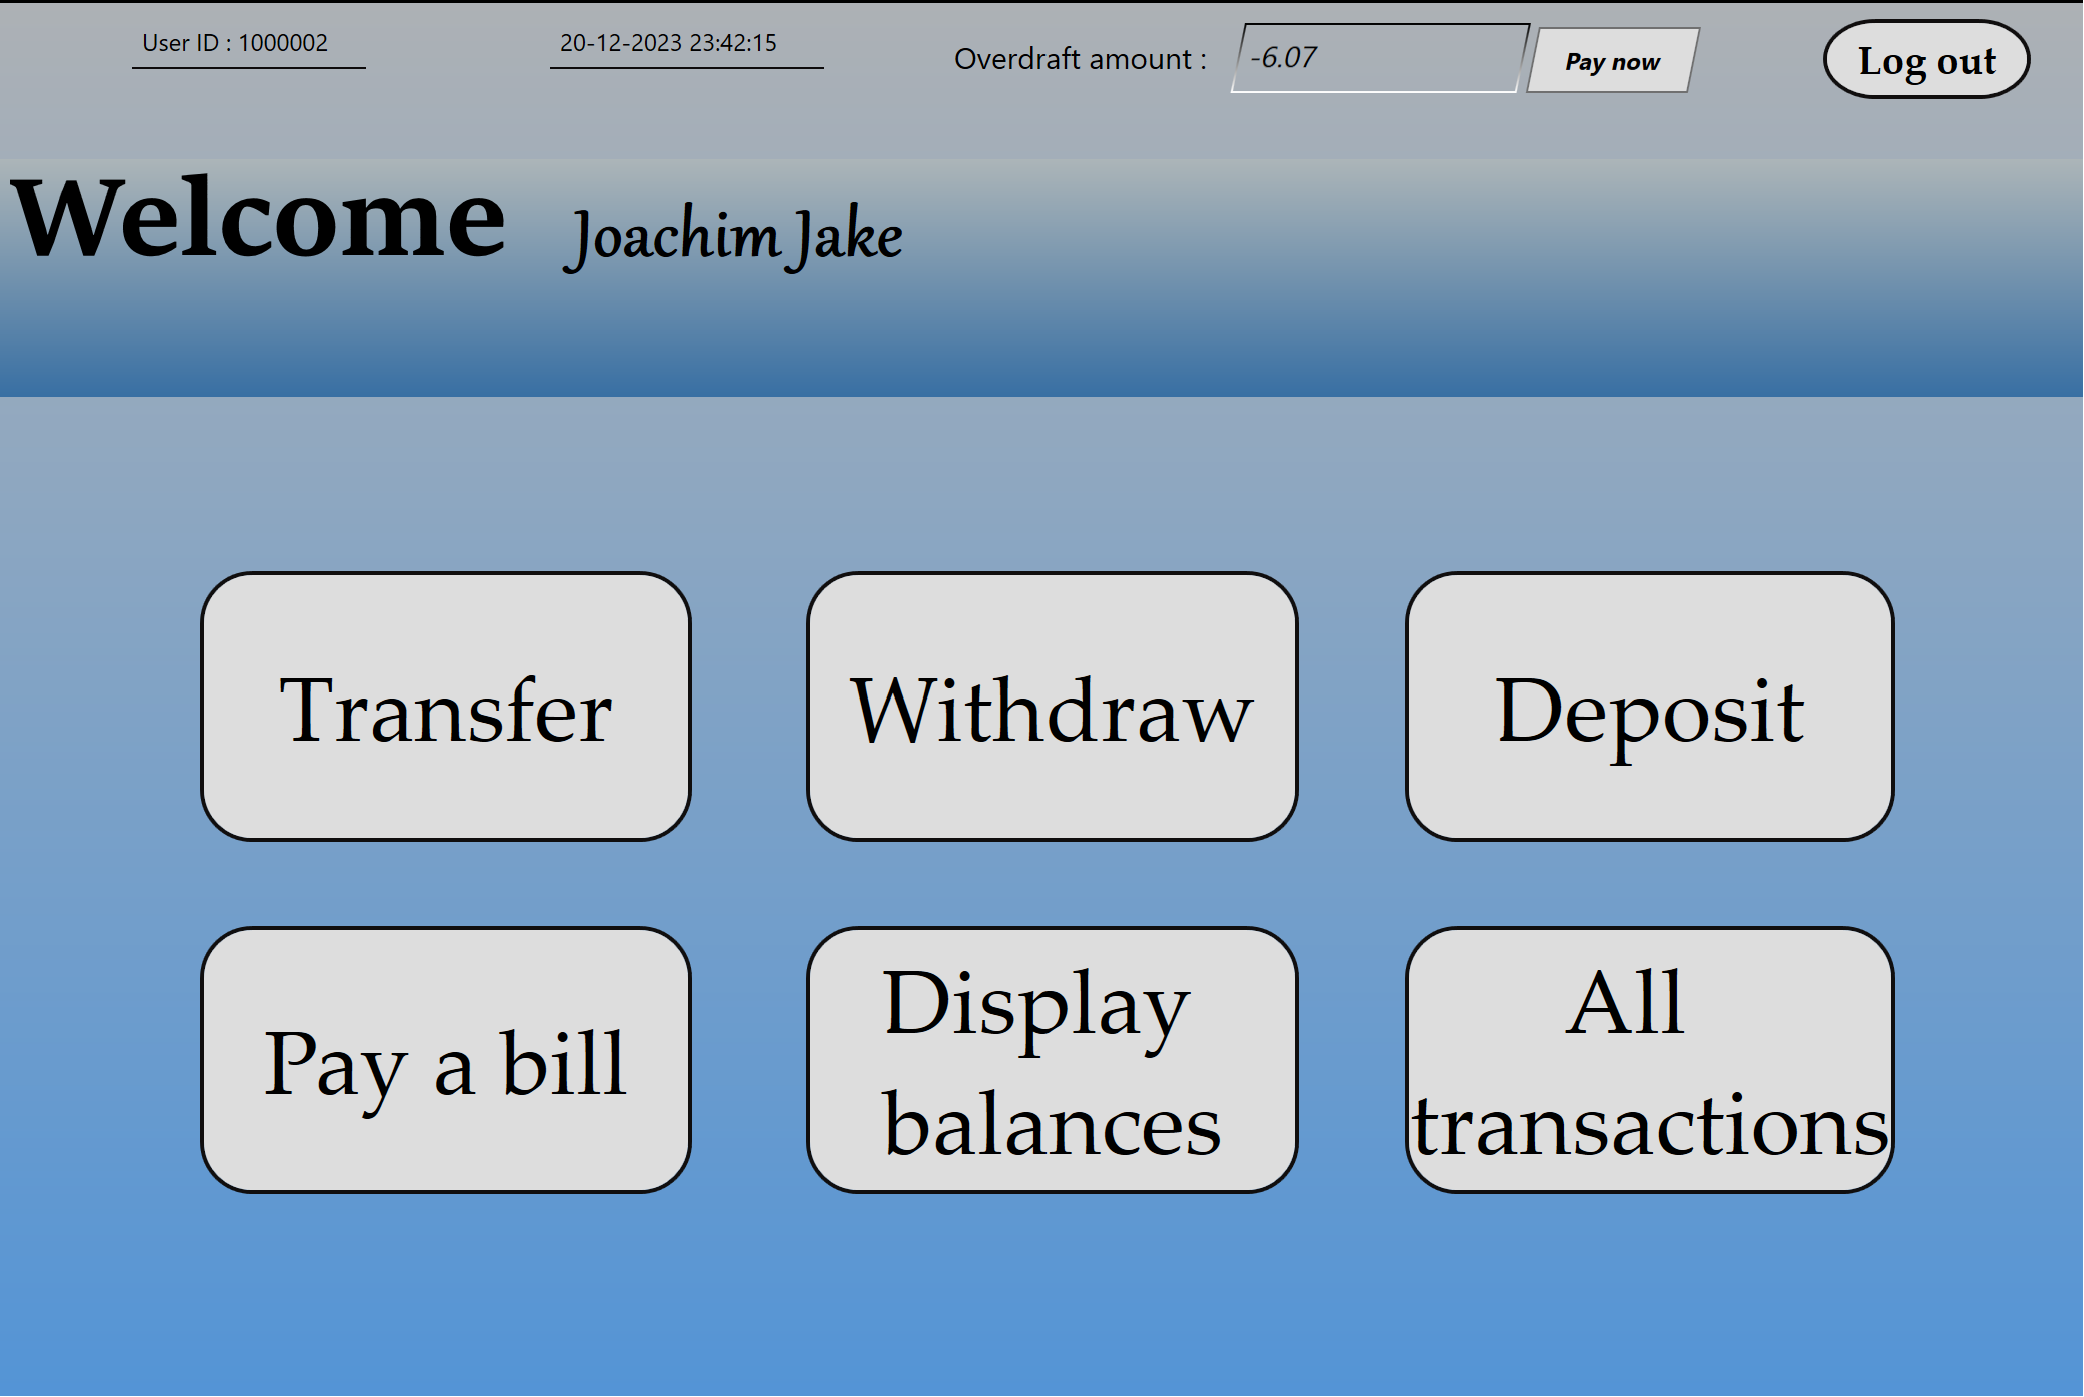 User ID : 1000002
20-12-2023 23:42:15
Overdraft amount :
-6.07
Pay now
Log out
Welcome Joachim Jake
Transfer
Withdraw
Deposit
Pay a bill
Display
balances
All
transactions